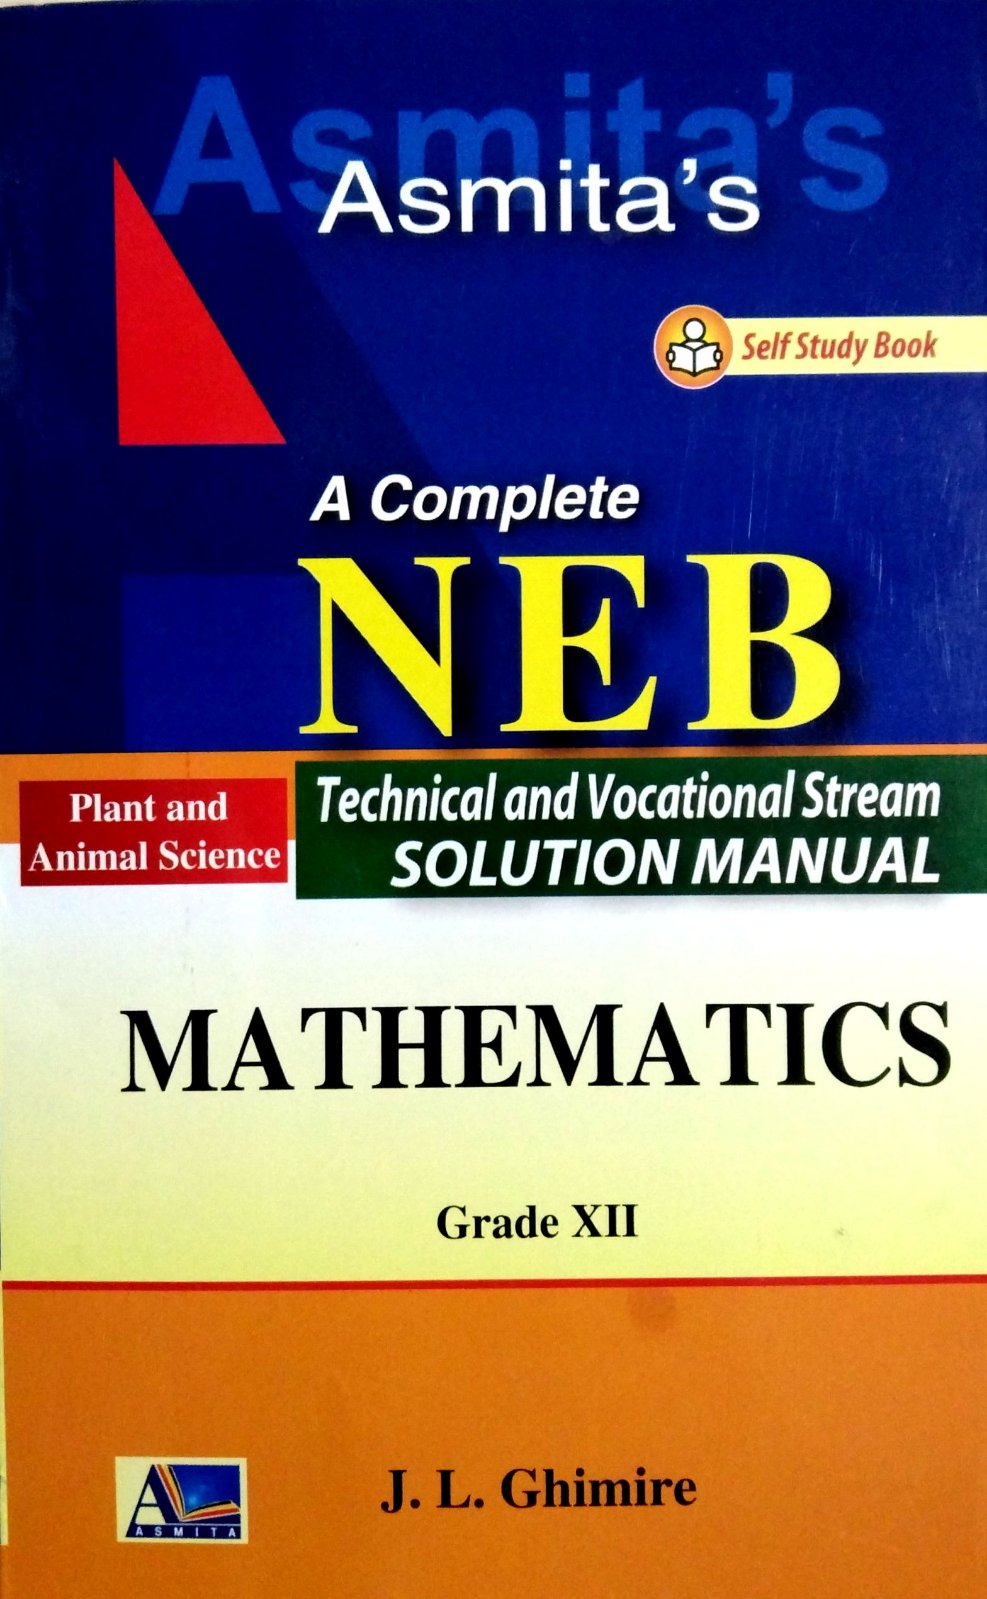 Asmita's
Asmita's
Self Study Book
A Complete
NEB
Plant and
Animal Science
Technical and Vocational Stream
SOLUTION MANUAL
MATHEMATICS
Grade XII
J. L. Ghimire
A
ASMITA